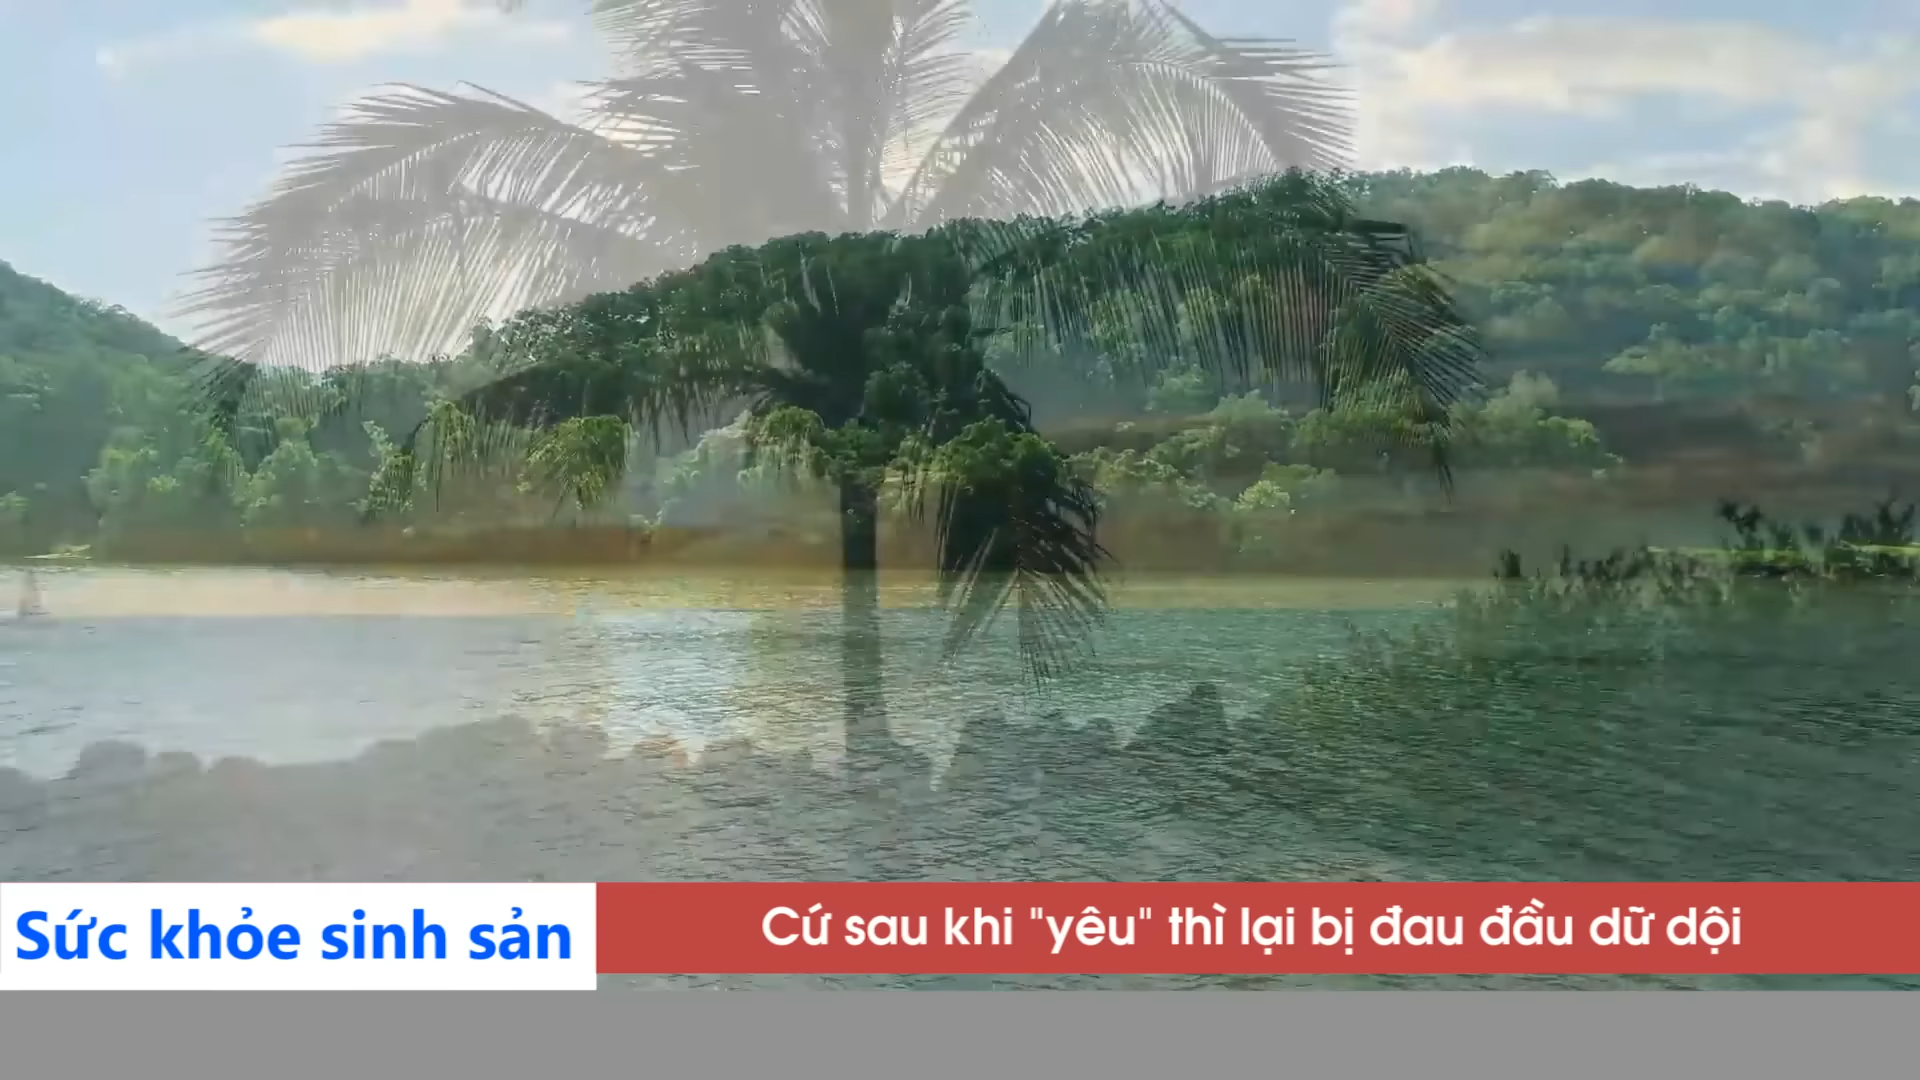 Sức khỏe sinh sản
Cứ sau khi "yêu" thì lại bị đau đầu dữ dội